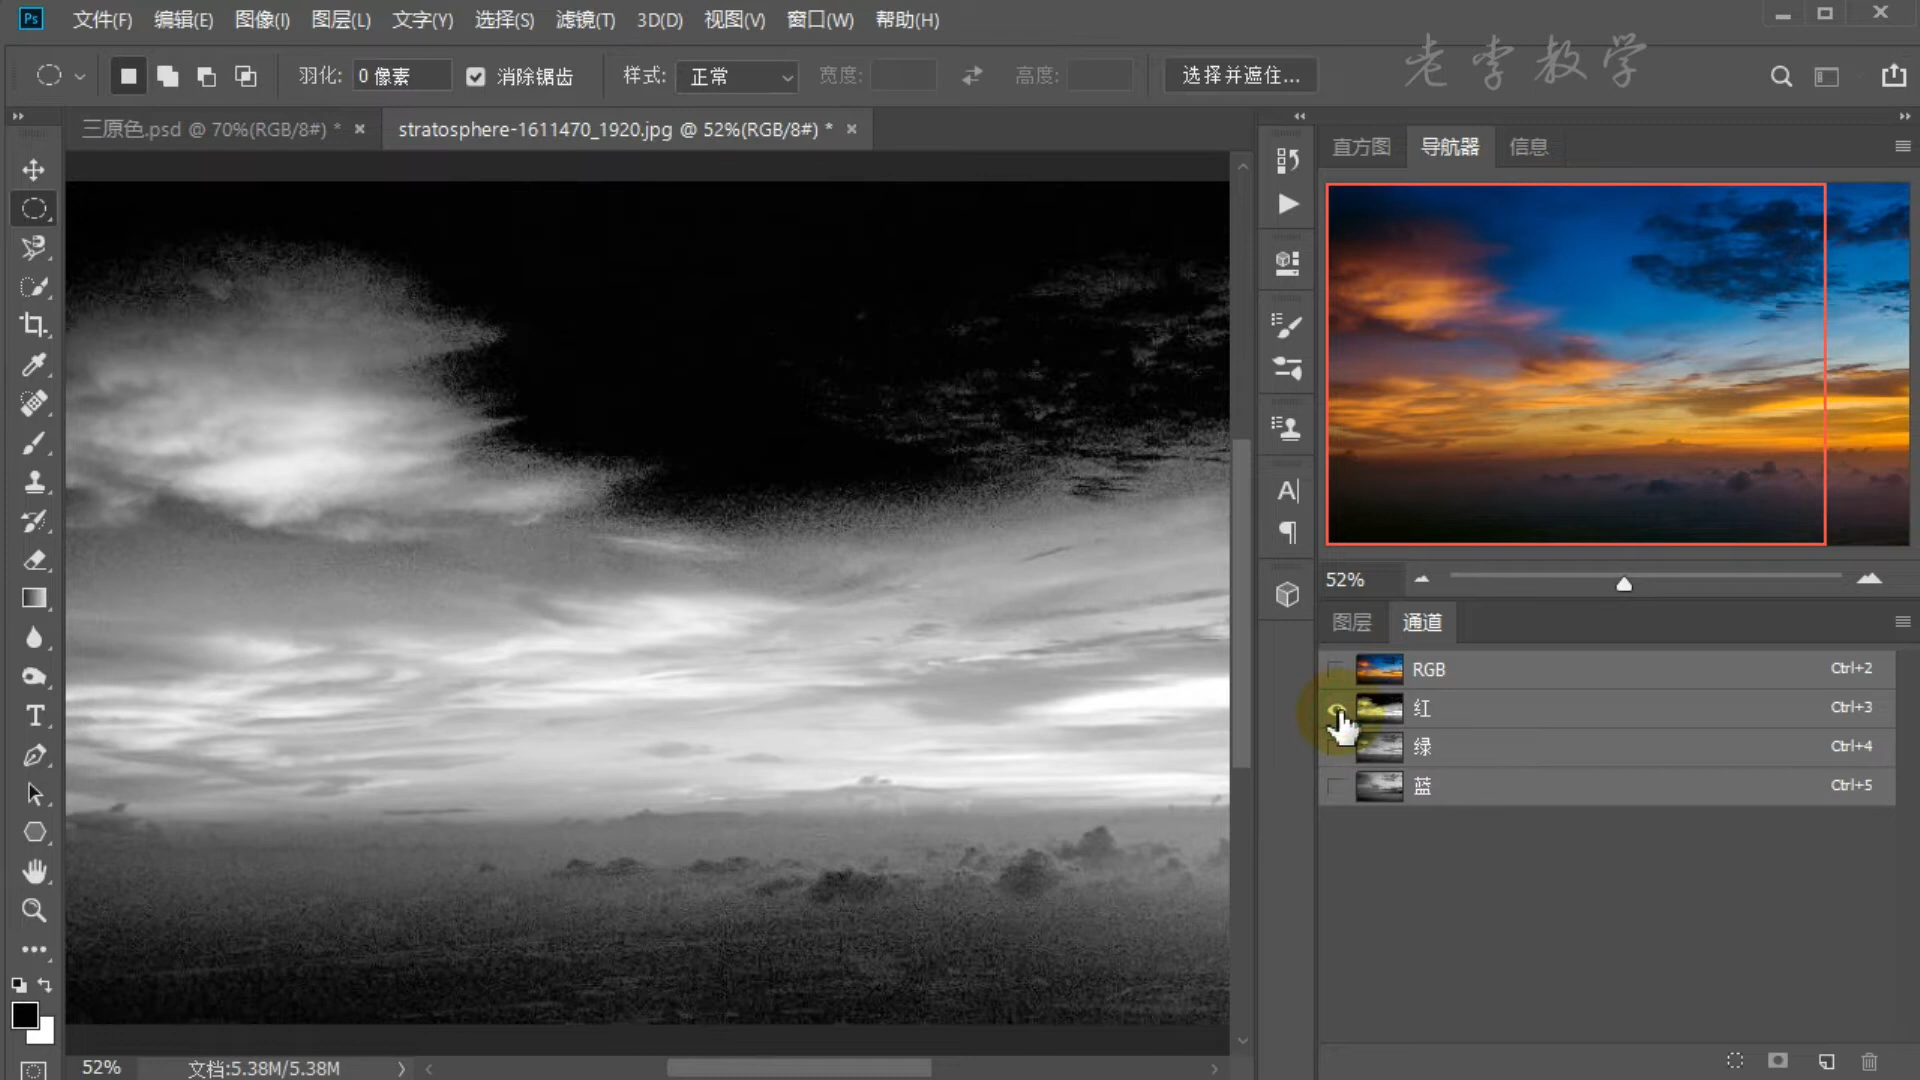 Ps 文件(F) 编辑(E) 图像(I) 图层(L) 文字(Y) 选择(S) 滤镜(T) 3D(D) 视图(V) 窗口(W) 帮助(H)
老李教学
羽化: 0 像素 消除锯齿 样式: 正常 宽度: 高度: 选择并遮住...
三原色.psd @ 70%(RGB/8#) * stratosphere-1611470_1920.jpg @ 52%(RGB/8#) *
直方图 导航器 信息
52%
图层 通道
RGB Ctrl+2
红 Ctrl+3
绿 Ctrl+4
蓝 Ctrl+5
52% 文档:5.38M/5.38M